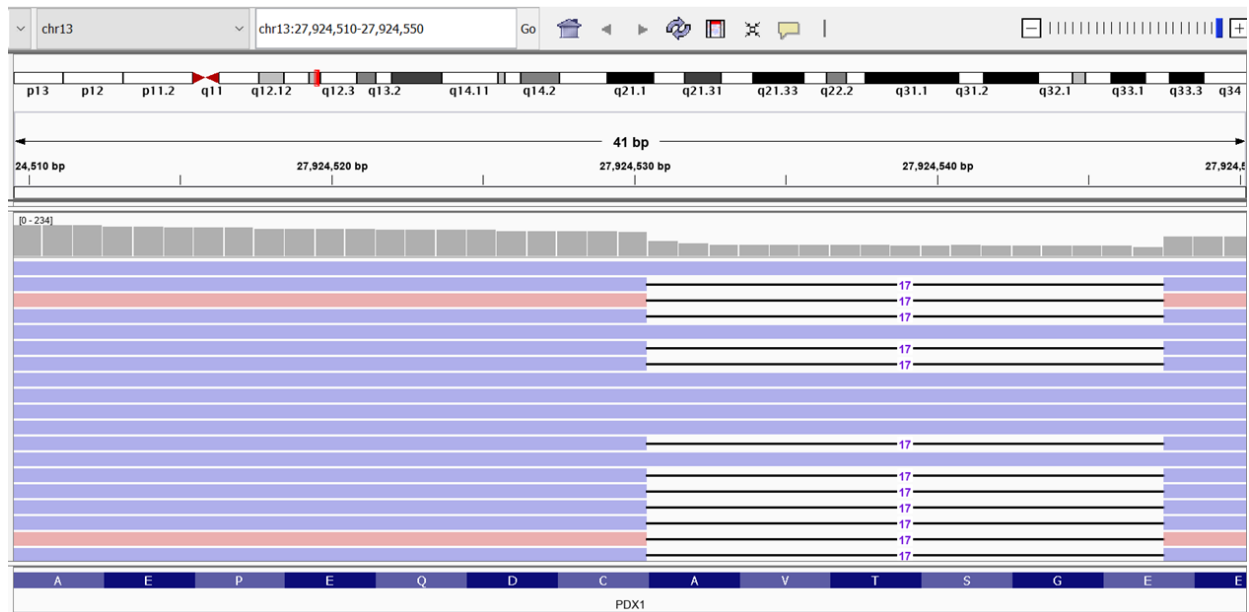 chr13 chr13:27,924,510-27,924,550 Go
p13 p12 p11.2 q11 q12.12 q12.3 q13.2 q14.11 q14.2 q21.1 q21.31 q21.33 q22.2 q31.1 q31.2 q32.1 q33.1 q33.3 q34
41 bp
24,510 bp 27,924,520 bp 27,924,530 bp 27,924,540 bp 27,924,5
[0 - 234]
17
17
17
17
17
17
17
17
17
17
17
17
A E P E Q D C A V T S G E E
PDX1